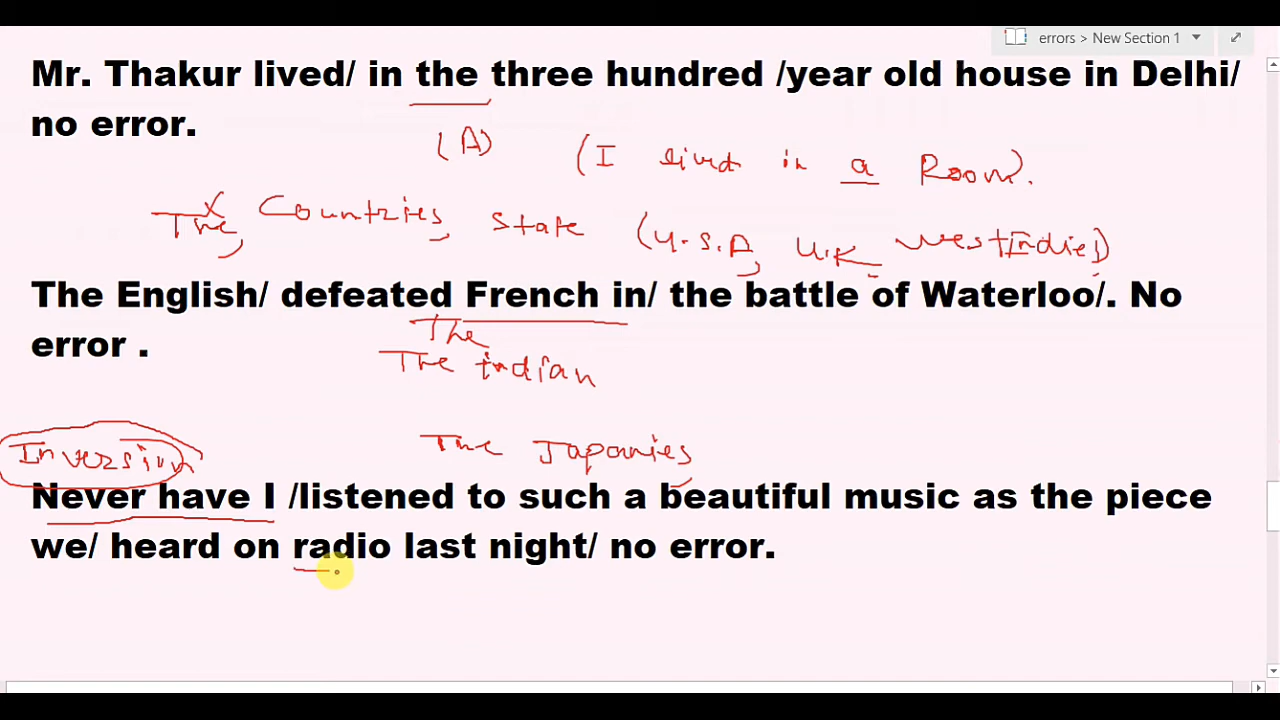 errors > New Section 1
Mr. Thakur lived/ in the three hundred /year old house in Delhi/
no error.
(A) (I lived in a Room).
The, Countries, State (U.S.A, U.K West Indies)
The English/ defeated French in/ the battle of Waterloo/. No
error .
The
The indian
Inversion
The Japanies
Never have I /listened to such a beautiful music as the piece
we/ heard on radio last night/ no error.